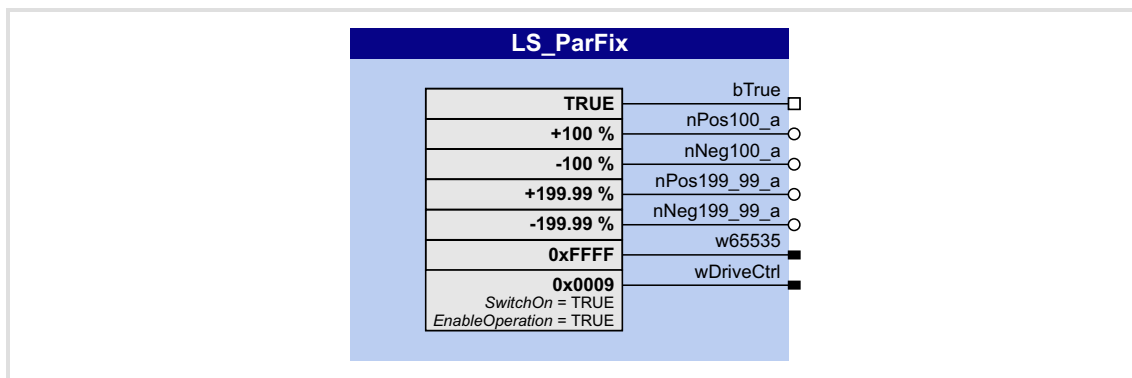 LS_ParFix
TRUE
bTrue
+100 %
nPos100_a
-100 %
nNeg100_a
+199.99 %
nPos199_99_a
-199.99 %
nNeg199_99_a
0xFFFF
w65535
0x0009
wDriveCtrl
SwitchOn = TRUE
EnableOperation = TRUE